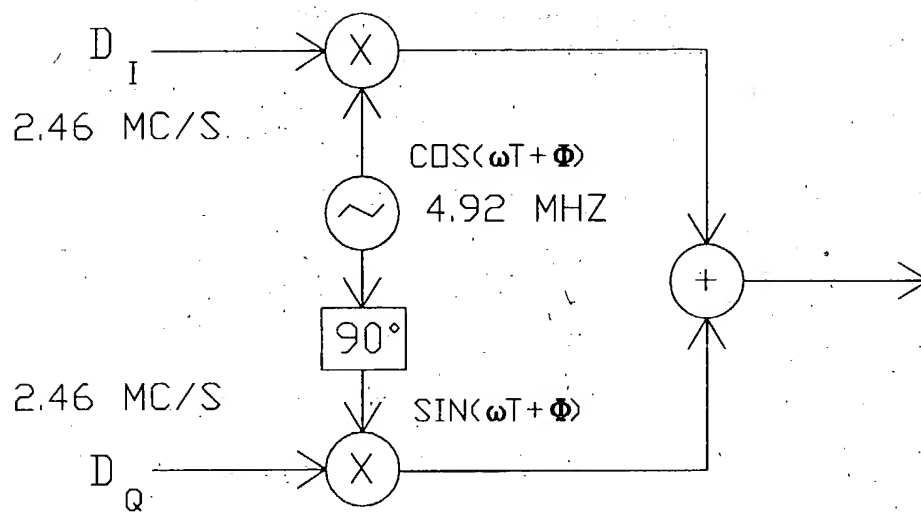 D_I
X
2.46 MC/S
COS(ωT+Φ)
4.92 MHZ
+
90°
2.46 MC/S
SIN(ωT+Φ)
D_Q
X